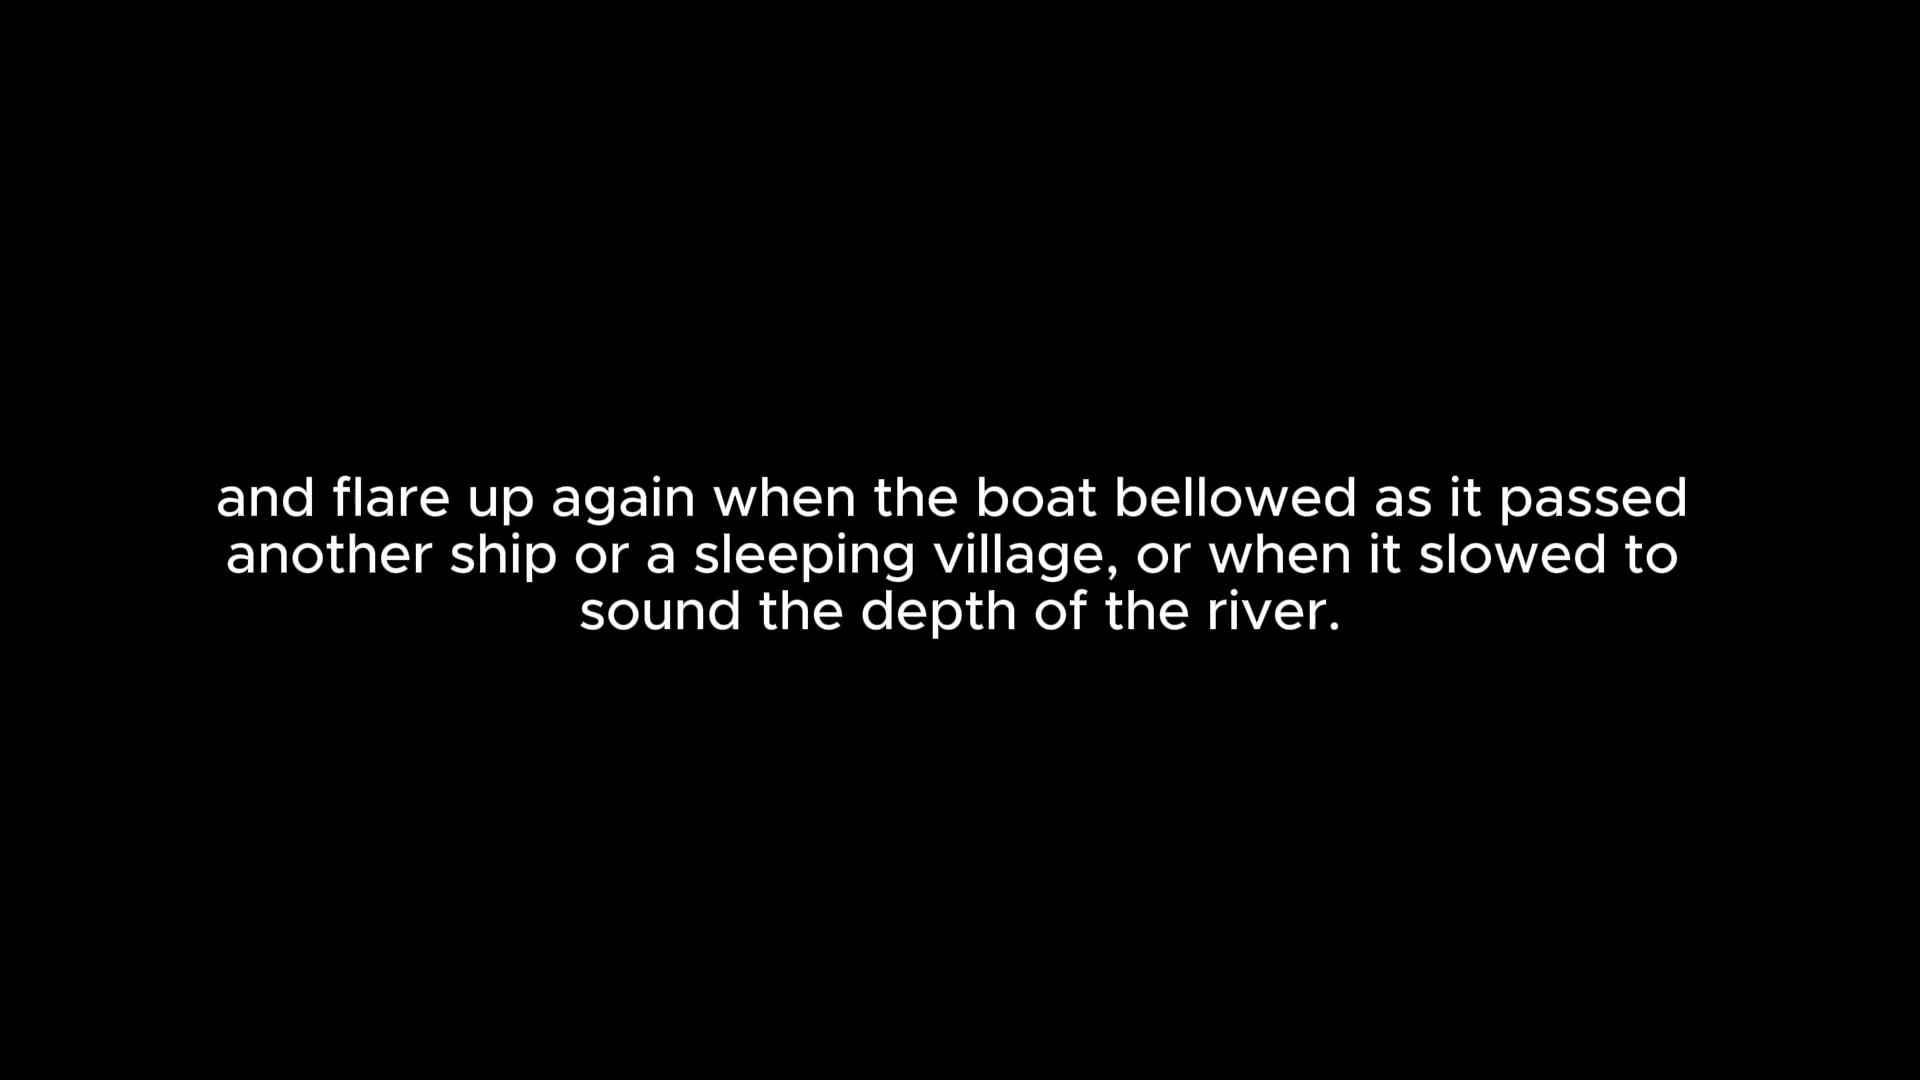 and flare up again when the boat bellowed as it passed
another ship or a sleeping village, or when it slowed to
sound the depth of the river.